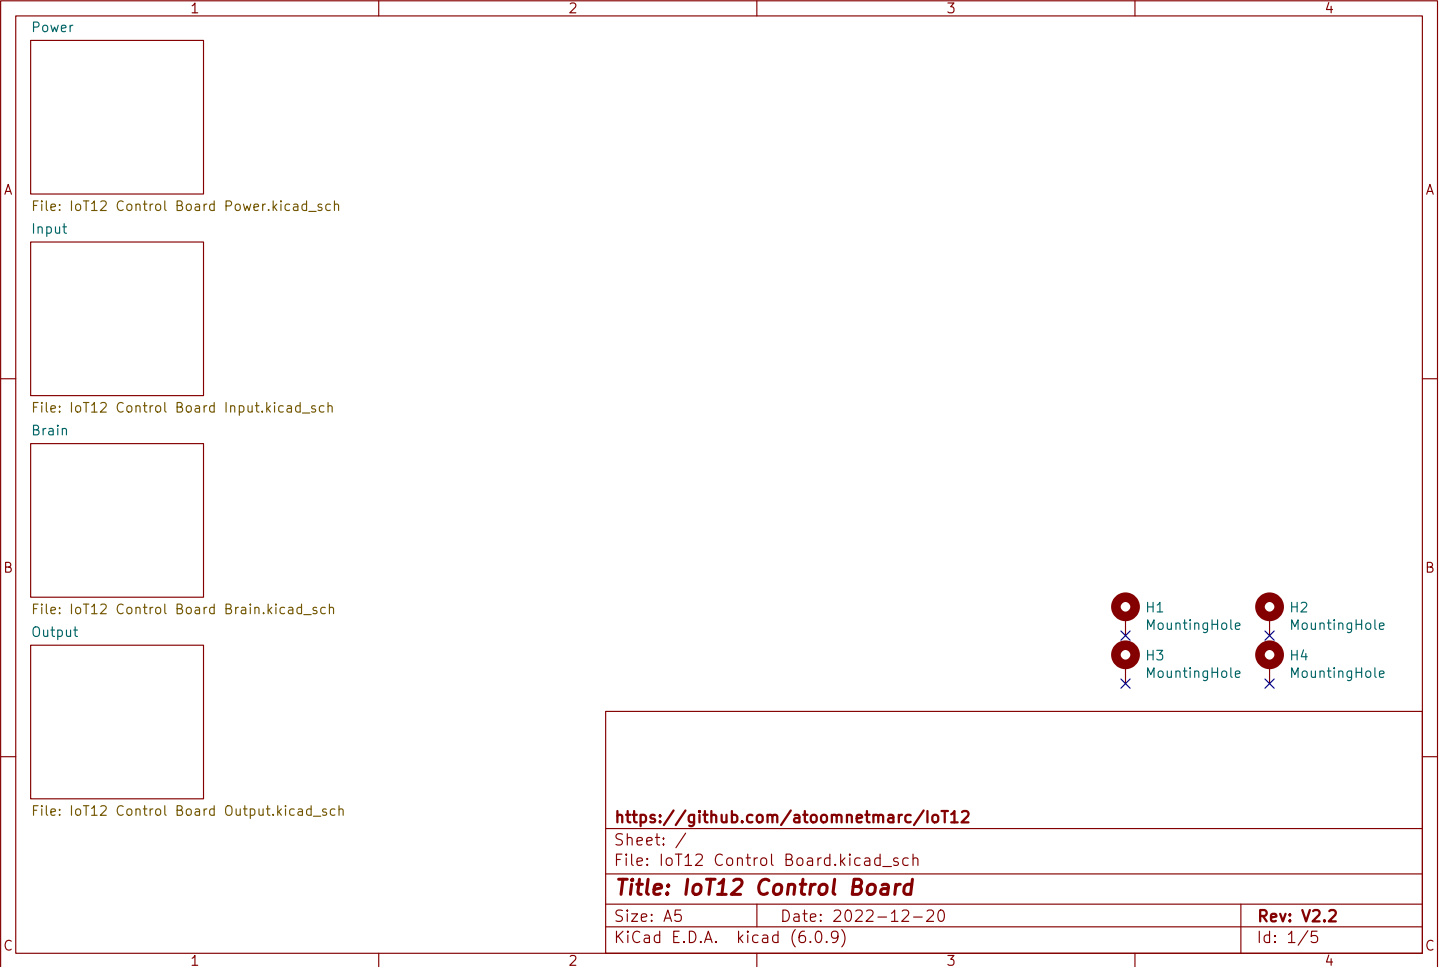 1 2 3 4
Power
A A
File: IoT12 Control Board Power.kicad_sch
Input
File: IoT12 Control Board Input.kicad_sch
Brain
B B
File: IoT12 Control Board Brain.kicad_sch
H1 H2
MountingHole MountingHole
Output
H3 H4
MountingHole MountingHole
File: IoT12 Control Board Output.kicad_sch
https://github.com/atoomnetmarc/IoT12
Sheet: /
File: IoT12 Control Board.kicad_sch
Title: IoT12 Control Board
Size: A5 Date: 2022-12-20 Rev: V2.2
KiCad E.D.A. kicad (6.0.9) Id: 1/5
C C
1 2 3 4